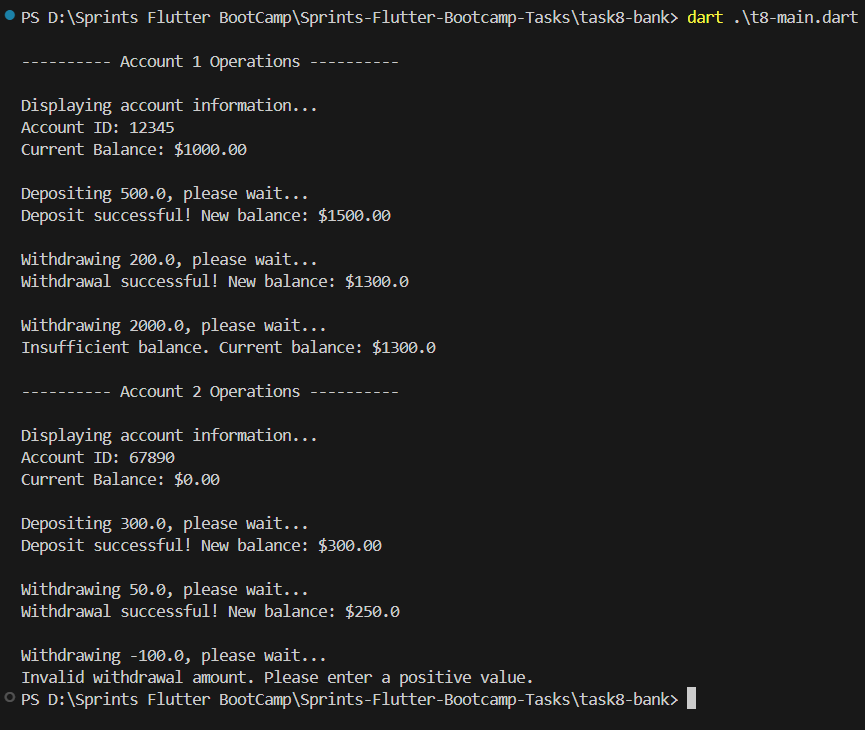 PS D:\Sprints Flutter BootCamp\Sprints-Flutter-Bootcamp-Tasks\task8-bank> dart .\t8-main.dart
---------- Account 1 Operations ----------
Displaying account information...
Account ID: 12345
Current Balance: $1000.00
Depositing 500.0, please wait...
Deposit successful! New balance: $1500.00
Withdrawing 200.0, please wait...
Withdrawal successful! New balance: $1300.0
Withdrawing 2000.0, please wait...
Insufficient balance. Current balance: $1300.0
---------- Account 2 Operations ----------
Displaying account information...
Account ID: 67890
Current Balance: $0.00
Depositing 300.0, please wait...
Deposit successful! New balance: $300.00
Withdrawing 50.0, please wait...
Withdrawal successful! New balance: $250.0
Withdrawing -100.0, please wait...
Invalid withdrawal amount. Please enter a positive value.
PS D:\Sprints Flutter BootCamp\Sprints-Flutter-Bootcamp-Tasks\task8-bank>